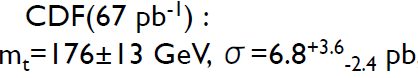 CDF(67 pb⁻¹) :
mₜ=176±13 GeV, σ=6.8⁺³·⁶₋₂.₄ pb